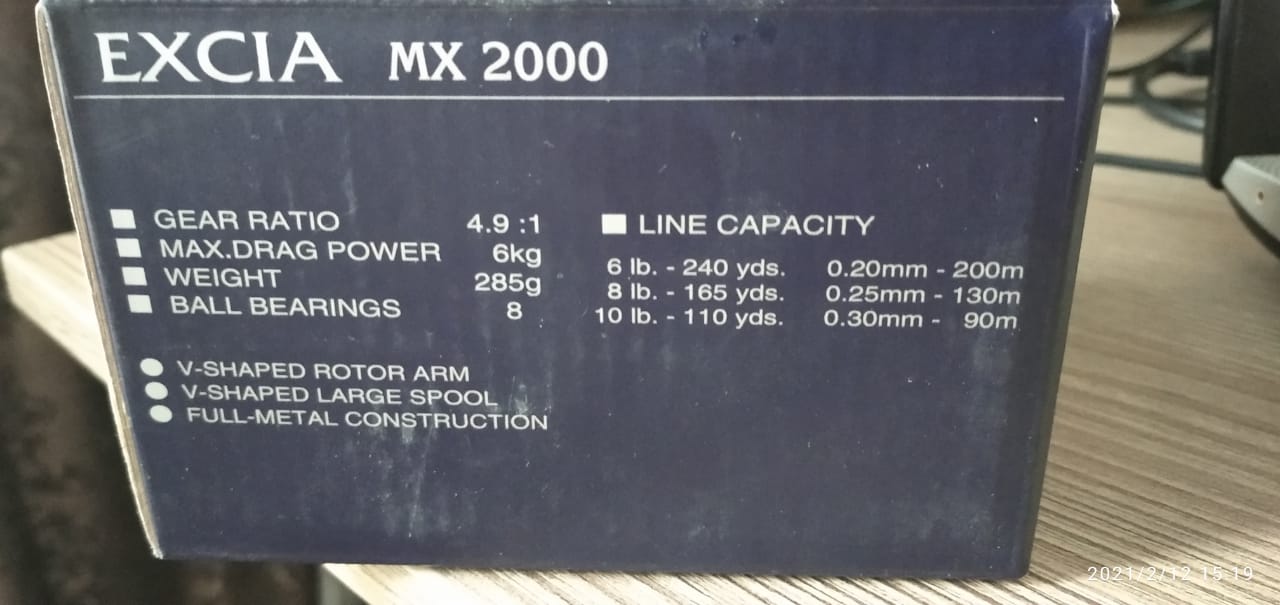 EXCIA MX 2000
GEAR RATIO 4.9 :1
MAX.DRAG POWER 6kg
WEIGHT 285g
BALL BEARINGS 8
LINE CAPACITY
6 lb. - 240 yds. 0.20mm - 200m
8 lb. - 165 yds. 0.25mm - 130m
10 lb. - 110 yds. 0.30mm - 90m
V-SHAPED ROTOR ARM
V-SHAPED LARGE SPOOL
FULL-METAL CONSTRUCTION
2021/2/12 15:19